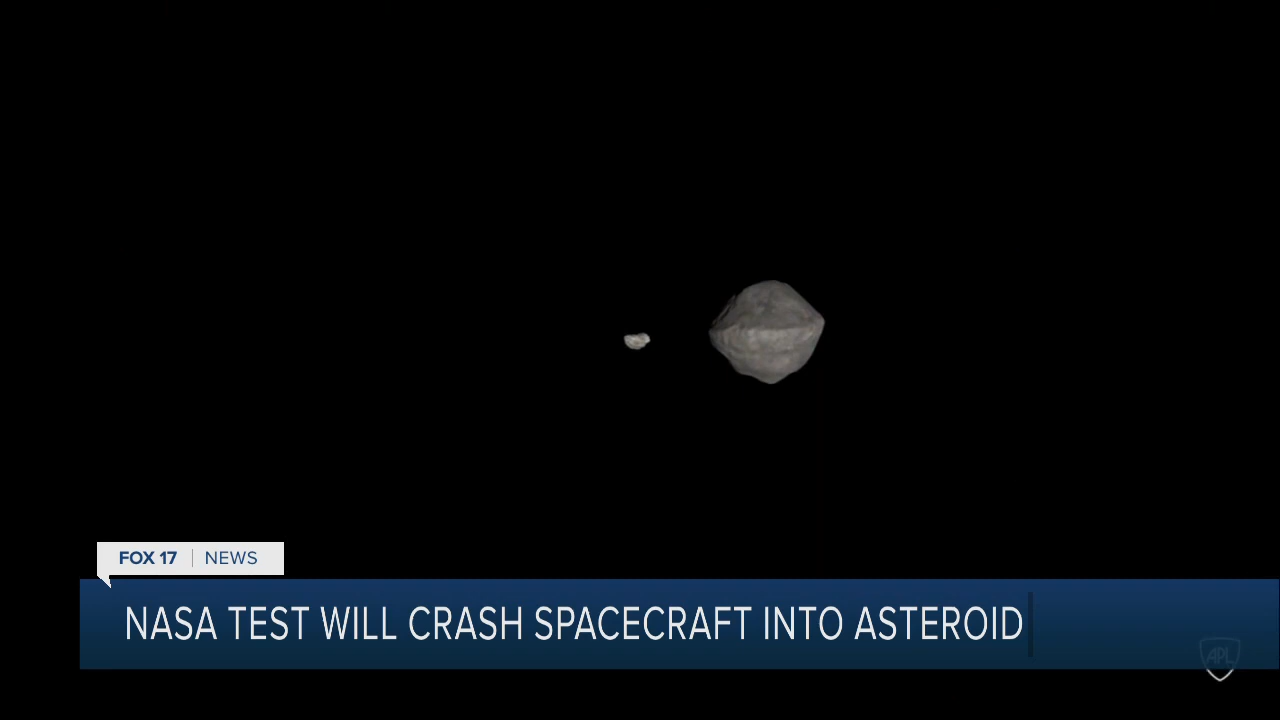 FOX 17 | NEWS
NASA TEST WILL CRASH SPACECRAFT INTO ASTEROID
APL